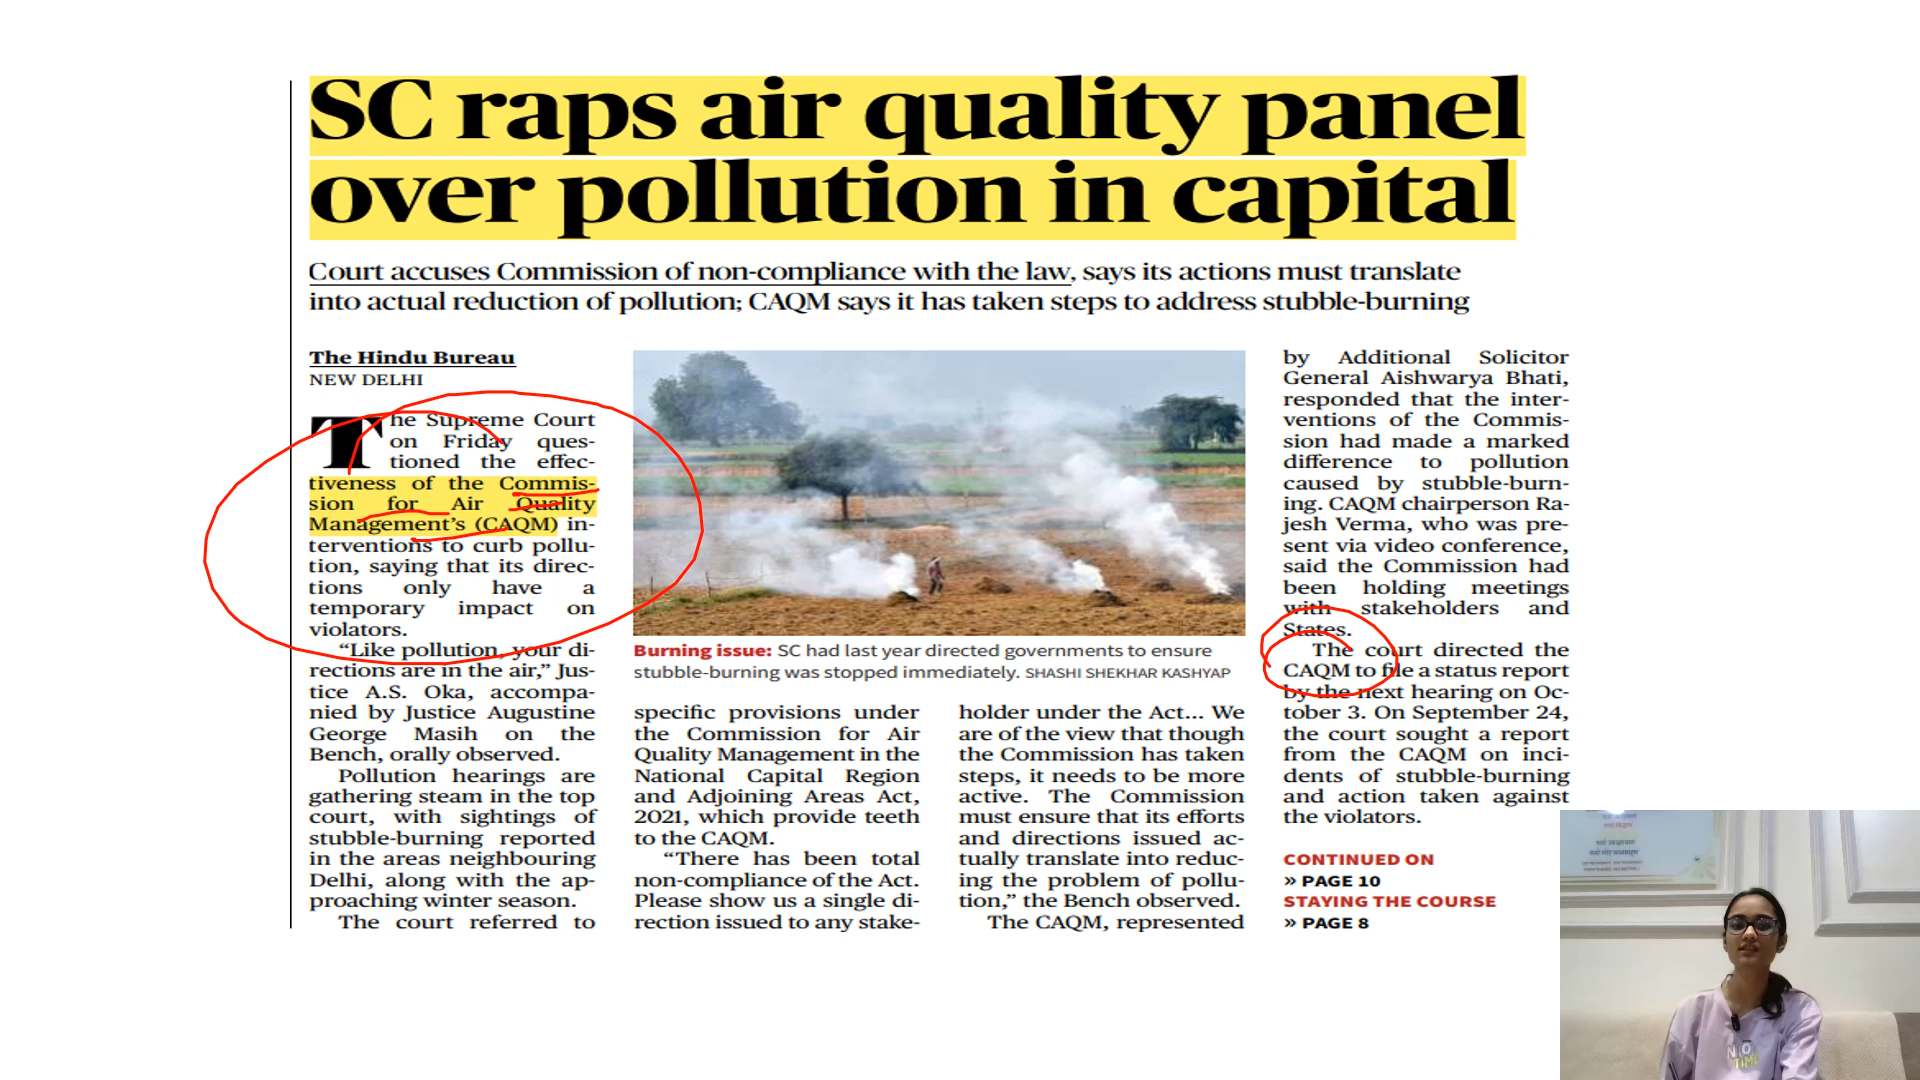 SC raps air quality panel
over pollution in capital
Court accuses Commission of non-compliance with the law, says its actions must translate
into actual reduction of pollution; CAQM says it has taken steps to address stubble-burning
The Hindu Bureau
NEW DELHI
The Supreme Court
on Friday ques-
tioned the effec-
tiveness of the Commis-
sion for Air Quality
Management's (CAQM) in-
terventions to curb pollu-
tion, saying that its direc-
tions only have a
temporary impact on
violators.
“Like pollution, your di-
rections are in the air,” Jus-
tice A.S. Oka, accompa-
nied by Justice Augustine
George Masih on the
Bench, orally observed.
Pollution hearings are
gathering steam in the top
court, with sightings of
stubble-burning reported
in the areas neighbouring
Delhi, along with the ap-
proaching winter season.
The court referred to
Burning issue: SC had last year directed governments to ensure
stubble-burning was stopped immediately. SHASHI SHEKHAR KASHYAP
specific provisions under
the Commission for Air
Quality Management in the
National Capital Region
and Adjoining Areas Act,
2021, which provide teeth
to the CAQM.
“There has been total
non-compliance of the Act.
Please show us a single di-
rection issued to any stake-
holder under the Act... We
are of the view that though
the Commission has taken
steps, it needs to be more
active. The Commission
must ensure that its efforts
and directions issued ac-
tually translate into reduc-
ing the problem of pollu-
tion,” the Bench observed.
The CAQM, represented
by Additional Solicitor
General Aishwarya Bhati,
responded that the inter-
ventions of the Commis-
sion had made a marked
difference to pollution
caused by stubble-burn-
ing. CAQM chairperson Ra-
jesh Verma, who was pre-
sent via video conference,
said the Commission had
been holding meetings
with stakeholders and
States.
The court directed the
CAQM to file a status report
by the next hearing on Oc-
tober 3. On September 24,
the court sought a report
from the CAQM on inci-
dents of stubble-burning
and action taken against
the violators.
CONTINUED ON
» PAGE 10
STAYING THE COURSE
» PAGE 8